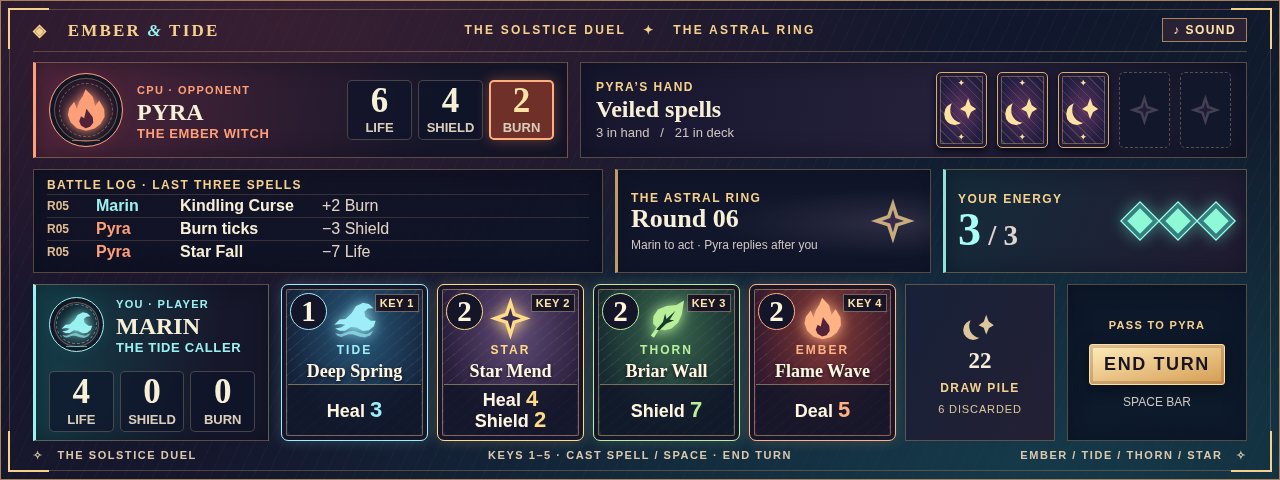 ◈ EMBER & TIDE
THE SOLSTICE DUEL ✦ THE ASTRAL RING
♪ SOUND
CPU · OPPONENT
PYRA
THE EMBER WITCH
6 LIFE
4 SHIELD
2 BURN
PYRA'S HAND
Veiled spells
3 in hand / 21 in deck
BATTLE LOG · LAST THREE SPELLS
R05 Marin Kindling Curse +2 Burn
R05 Pyra Burn ticks −3 Shield
R05 Pyra Star Fall −7 Life
THE ASTRAL RING
Round 06
Marin to act · Pyra replies after you
YOUR ENERGY
3 / 3
YOU · PLAYER
MARIN
THE TIDE CALLER
4 LIFE
0 SHIELD
0 BURN
1 KEY 1
TIDE
Deep Spring
Heal 3
2 KEY 2
STAR
Star Mend
Heal 4
Shield 2
2 KEY 3
THORN
Briar Wall
Shield 7
2 KEY 4
EMBER
Flame Wave
Deal 5
22
DRAW PILE
6 DISCARDED
PASS TO PYRA
END TURN
SPACE BAR
✧ THE SOLSTICE DUEL
KEYS 1–5 · CAST SPELL / SPACE · END TURN
EMBER / TIDE / THORN / STAR ✧